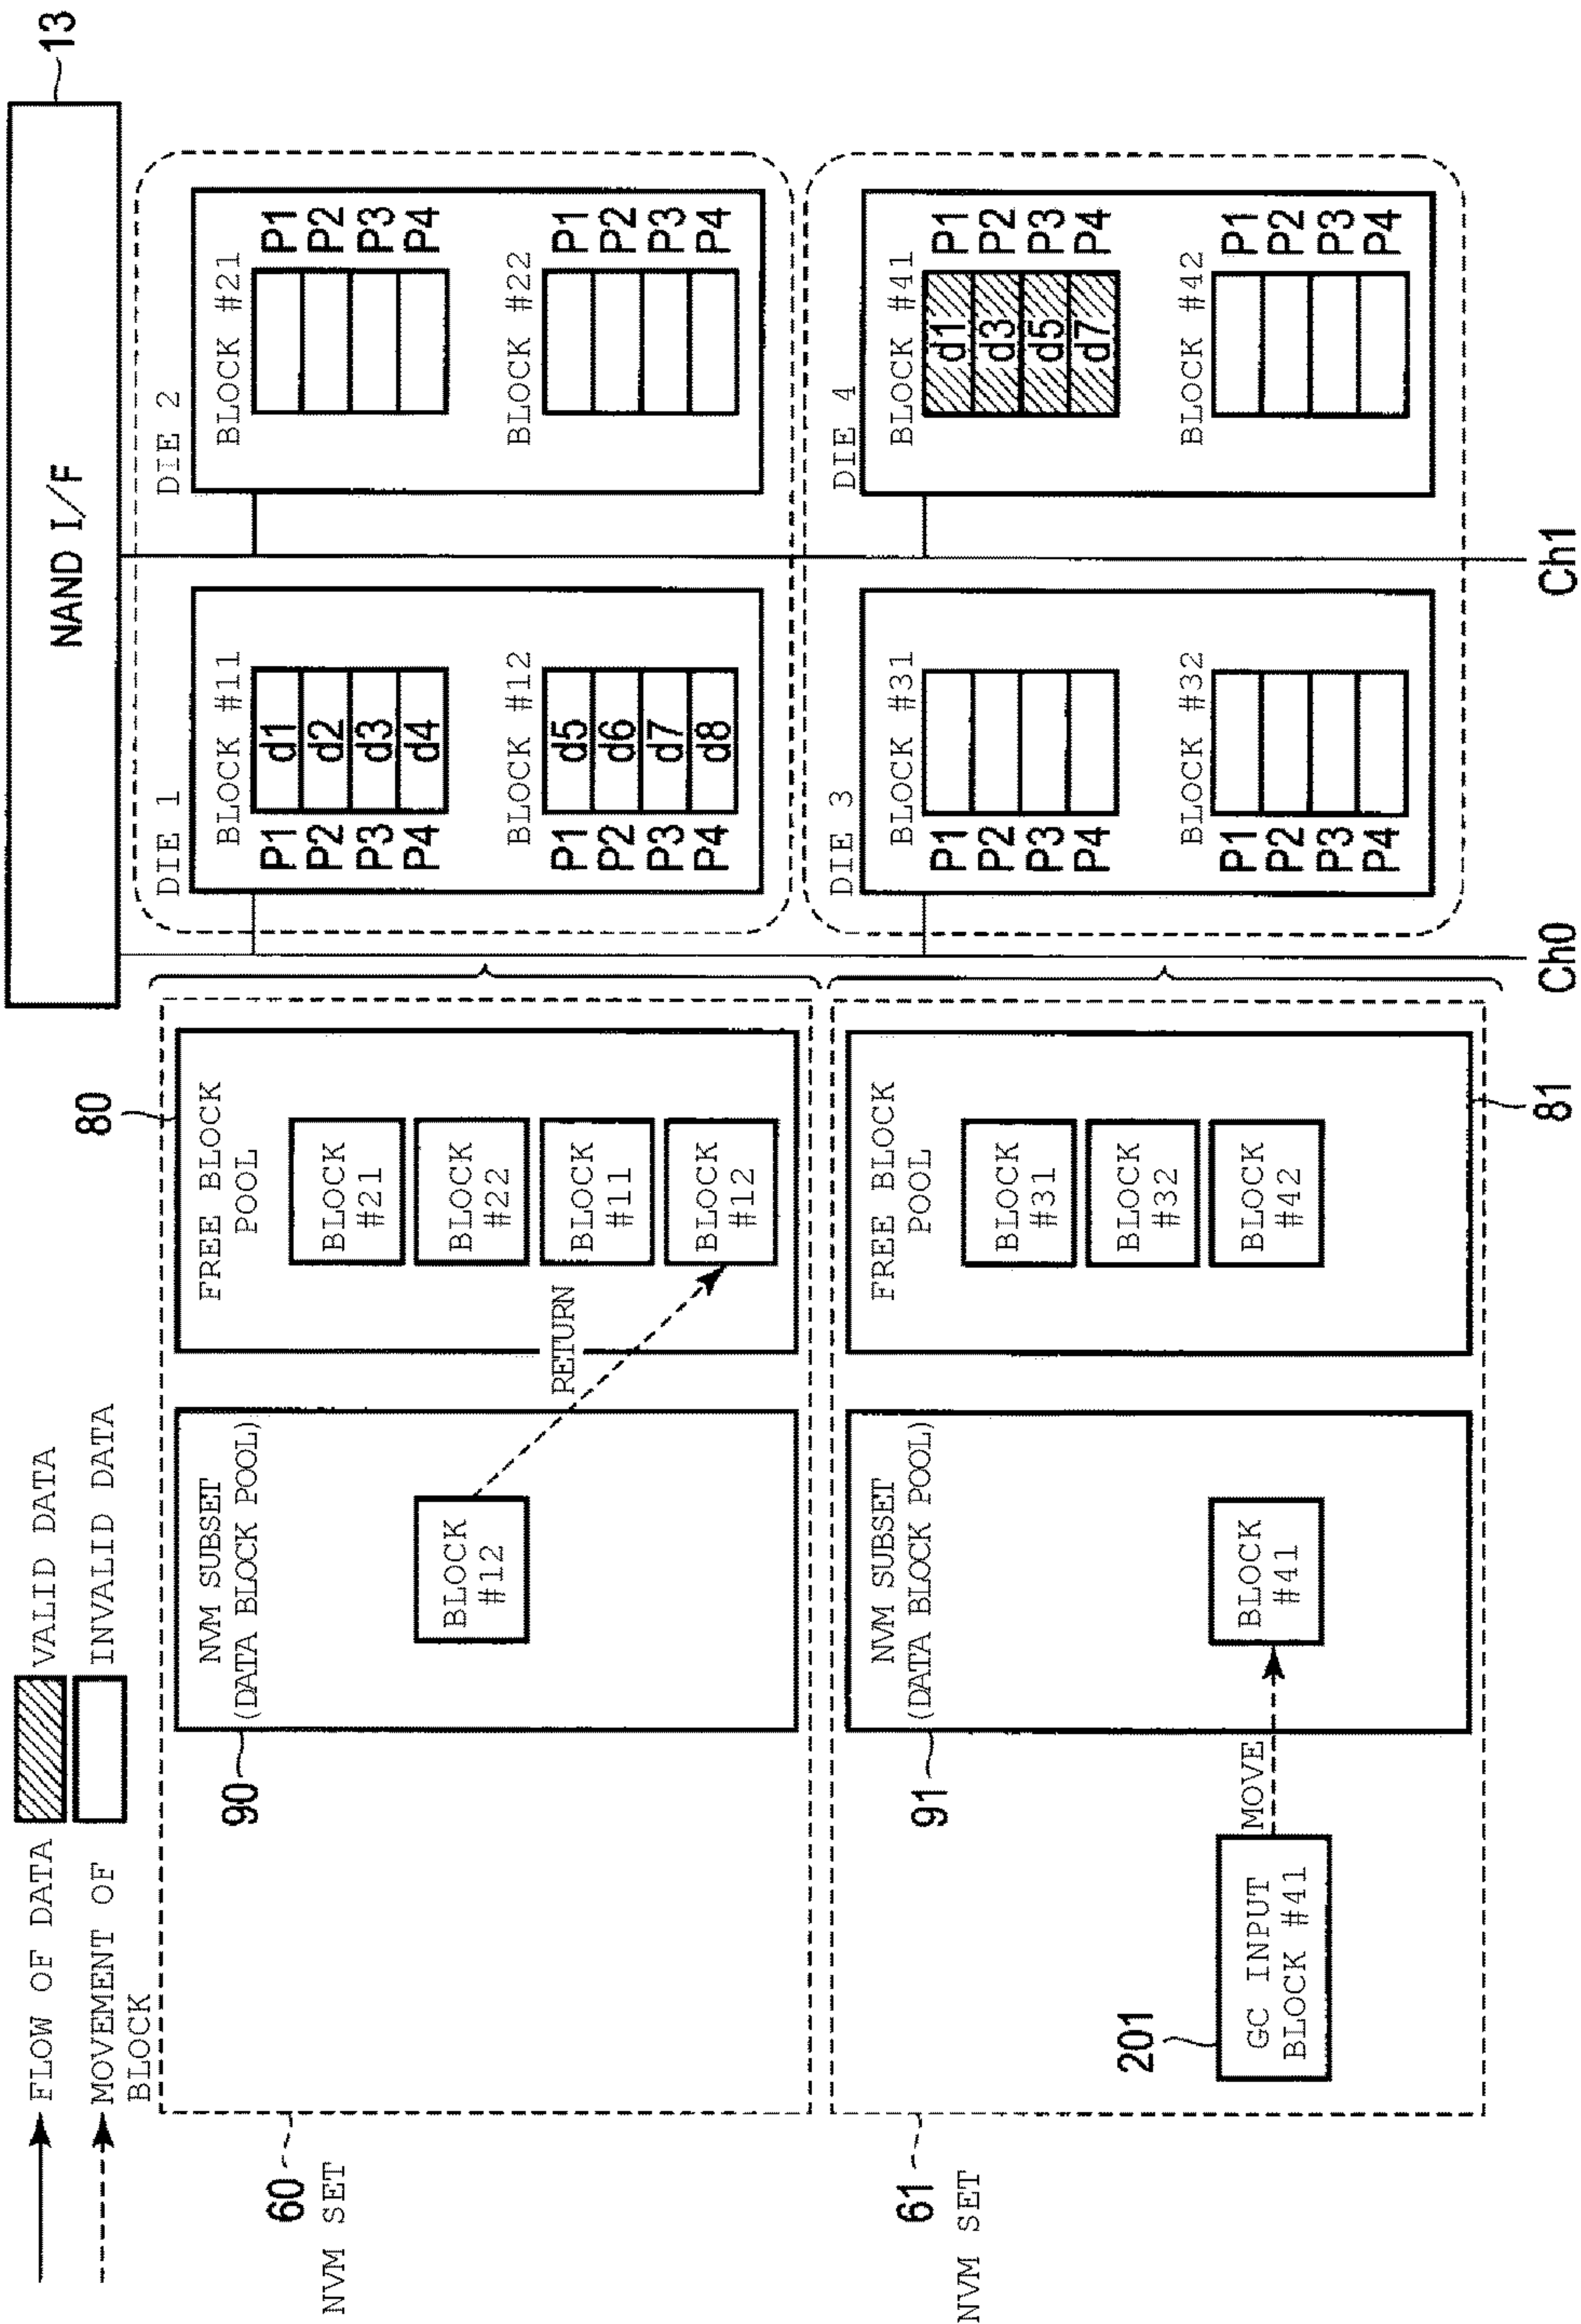 FLOW OF DATA
VALID DATA
MOVEMENT OF
BLOCK
INVALID DATA
NAND I/F
13
60
NVM SET
90
NVM SUBSET
(DATA BLOCK POOL)
BLOCK
#12
RETURN
80
FREE BLOCK
POOL
BLOCK
#21
BLOCK
#22
BLOCK
#11
BLOCK
#12
DIE 1
BLOCK #11
P1 d1
P2 d2
P3 d3
P4 d4
BLOCK #12
P1 d5
P2 d6
P3 d7
P4 d8
DIE 2
BLOCK #21
P1
P2
P3
P4
BLOCK #22
P1
P2
P3
P4
61
NVM SET
201
GC INPUT
BLOCK #41
MOVE
91
NVM SUBSET
(DATA BLOCK POOL)
BLOCK
#41
FREE BLOCK
POOL
BLOCK
#31
BLOCK
#32
BLOCK
#42
81
DIE 3
BLOCK #31
P1
P2
P3
P4
BLOCK #32
P1
P2
P3
P4
DIE 4
BLOCK #41
d1 P1
d3 P2
d5 P3
d7 P4
BLOCK #42
P1
P2
P3
P4
Ch0
Ch1